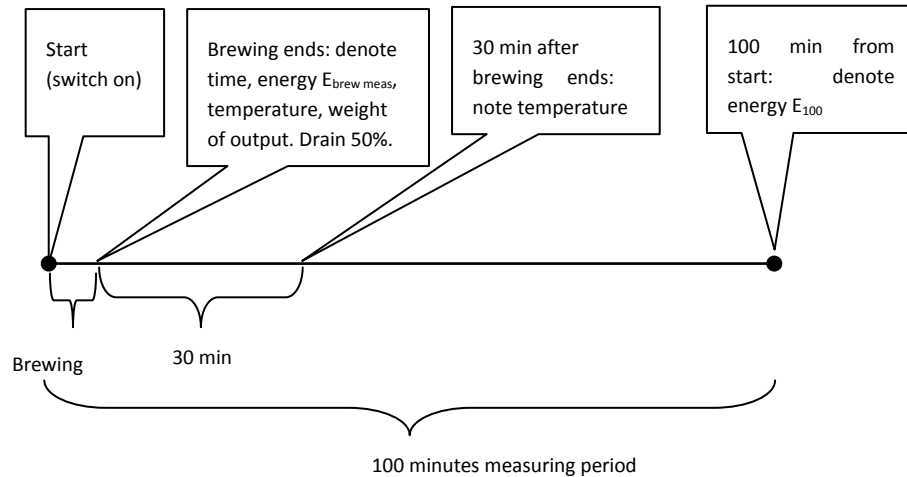 Start
(switch on)
Brewing ends: denote
time, energy E_brew meas,
temperature, weight
of output. Drain 50%.
30 min after
brewing ends:
note temperature
100 min from
start: denote
energy E₁₀₀
Brewing
30 min
100 minutes measuring period